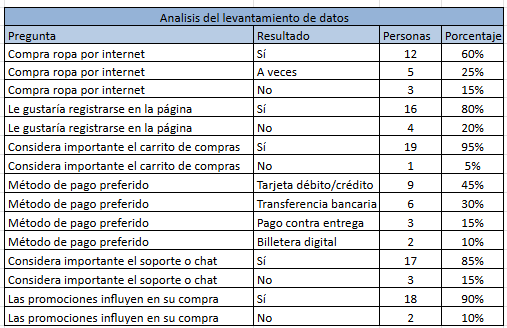 Analisis del levantamiento de datos
Pregunta Resultado Personas Porcentaje
Compra ropa por internet Sí 12 60%
Compra ropa por internet A veces 5 25%
Compra ropa por internet No 3 15%
Le gustaría registrarse en la página Sí 16 80%
Le gustaría registrarse en la página No 4 20%
Considera importante el carrito de compras Sí 19 95%
Considera importante el carrito de compras No 1 5%
Método de pago preferido Tarjeta débito/crédito 9 45%
Método de pago preferido Transferencia bancaria 6 30%
Método de pago preferido Pago contra entrega 3 15%
Método de pago preferido Billetera digital 2 10%
Considera importante el soporte o chat Sí 17 85%
Considera importante el soporte o chat No 3 15%
Las promociones influyen en su compra Sí 18 90%
Las promociones influyen en su compra No 2 10%